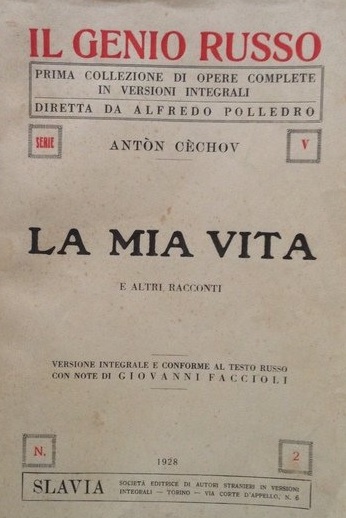 IL GENIO RUSSO
PRIMA COLLEZIONE DI OPERE COMPLETE
IN VERSIONI INTEGRALI
DIRETTA DA ALFREDO POLLEDRO
SERIE
ANTÒN CÈCHOV
V
LA MIA VITA
E ALTRI RACCONTI
VERSIONE INTEGRALE E CONFORME AL TESTO RUSSO
CON NOTE DI GIOVANNI FACCIOLI
N.
1928
2
SLAVIA
SOCIETÀ EDITRICE DI AUTORI STRANIERI IN VERSIONI
INTEGRALI — TORINO — VIA CORTE D'APPELLO, N. 6